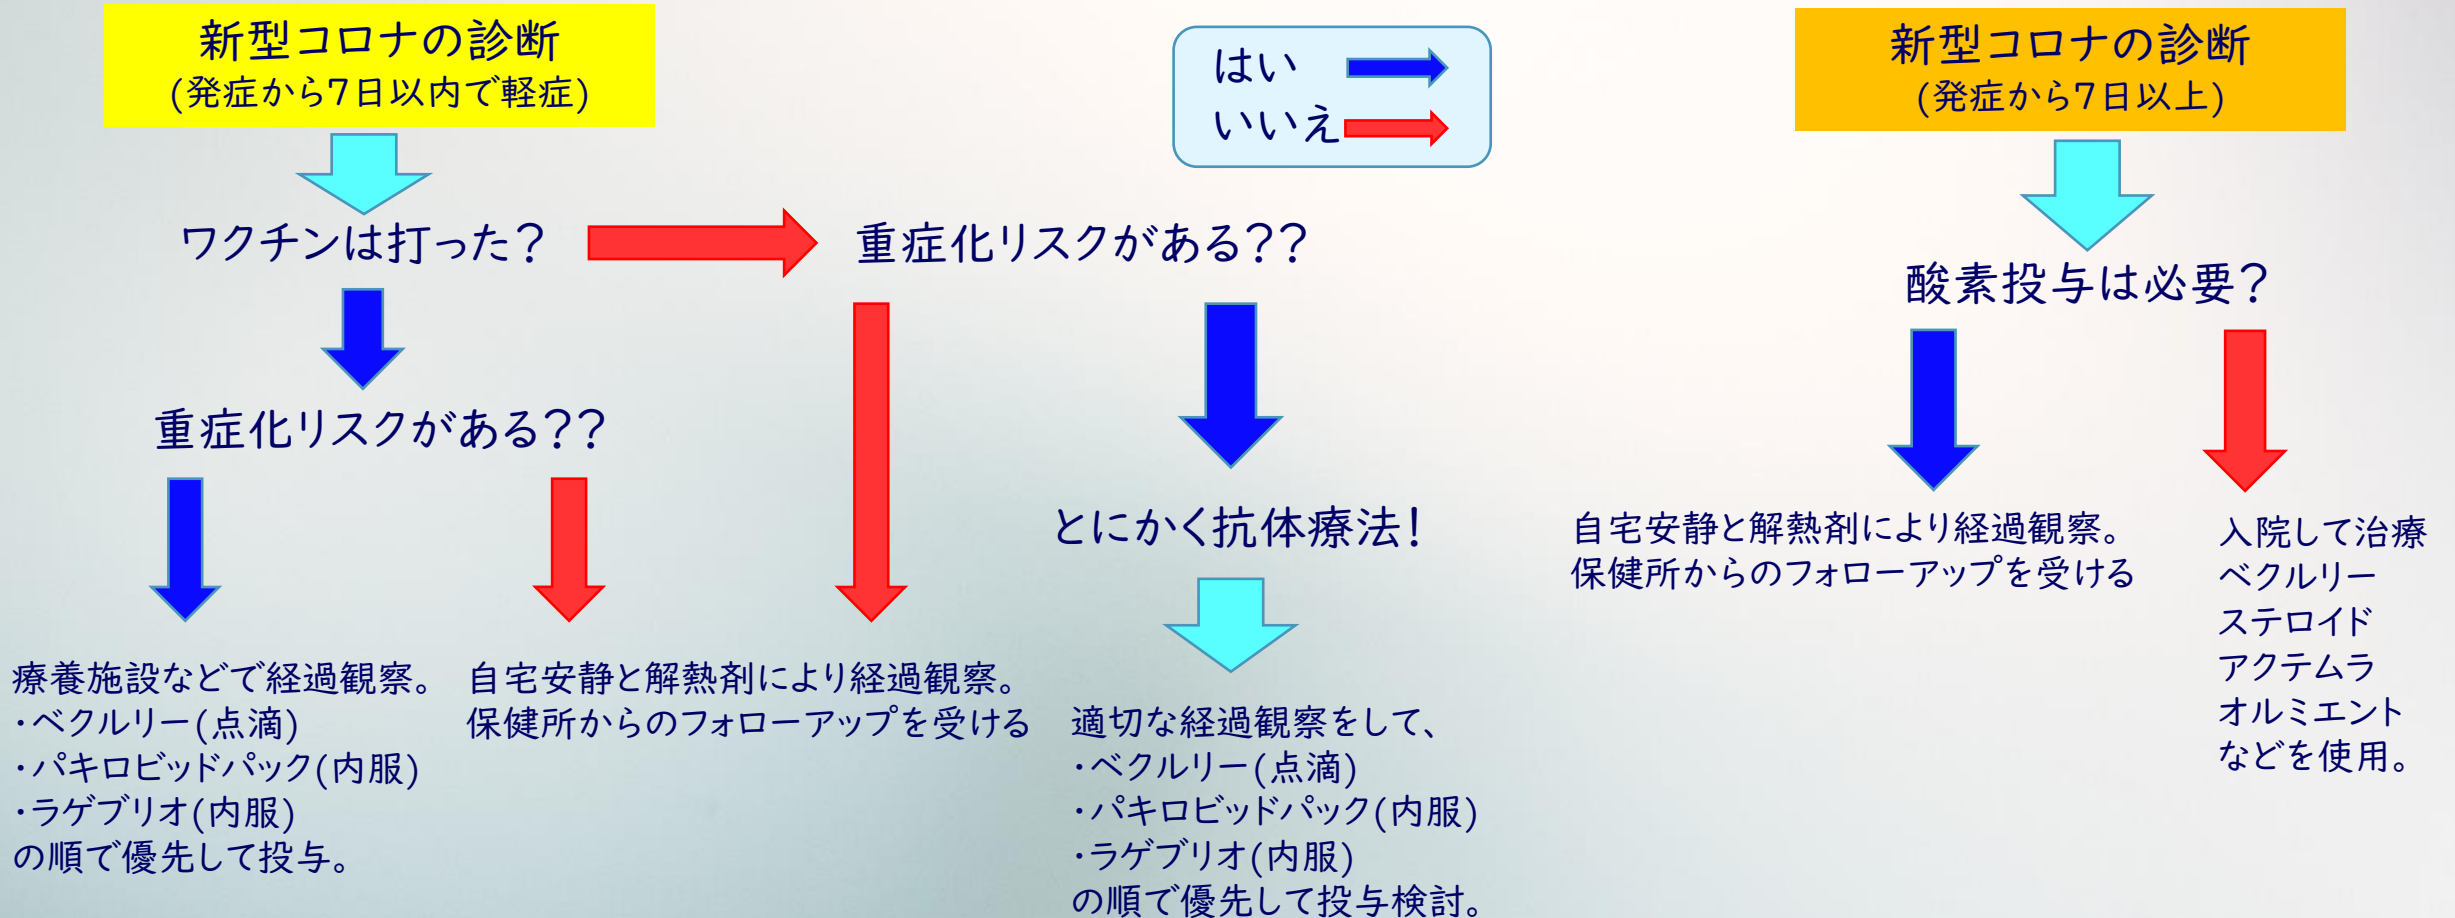 新型コロナの診断
(発症から7日以内で軽症)
はい
いいえ
新型コロナの診断
(発症から7日以上)
ワクチンは打った?
重症化リスクがある??
酸素投与は必要?
重症化リスクがある??
とにかく抗体療法!
自宅安静と解熱剤により経過観察。
保健所からのフォローアップを受ける
入院して治療
ベクルリー
ステロイド
アクテムラ
オルミエント
などを使用。
療養施設などで経過観察。
・ベクルリー(点滴)
・パキロビッドパック(内服)
・ラゲブリオ(内服)
の順で優先して投与。
自宅安静と解熱剤により経過観察。
保健所からのフォローアップを受ける
適切な経過観察をして、
・ベクルリー(点滴)
・パキロビッドパック(内服)
・ラゲブリオ(内服)
の順で優先して投与検討。